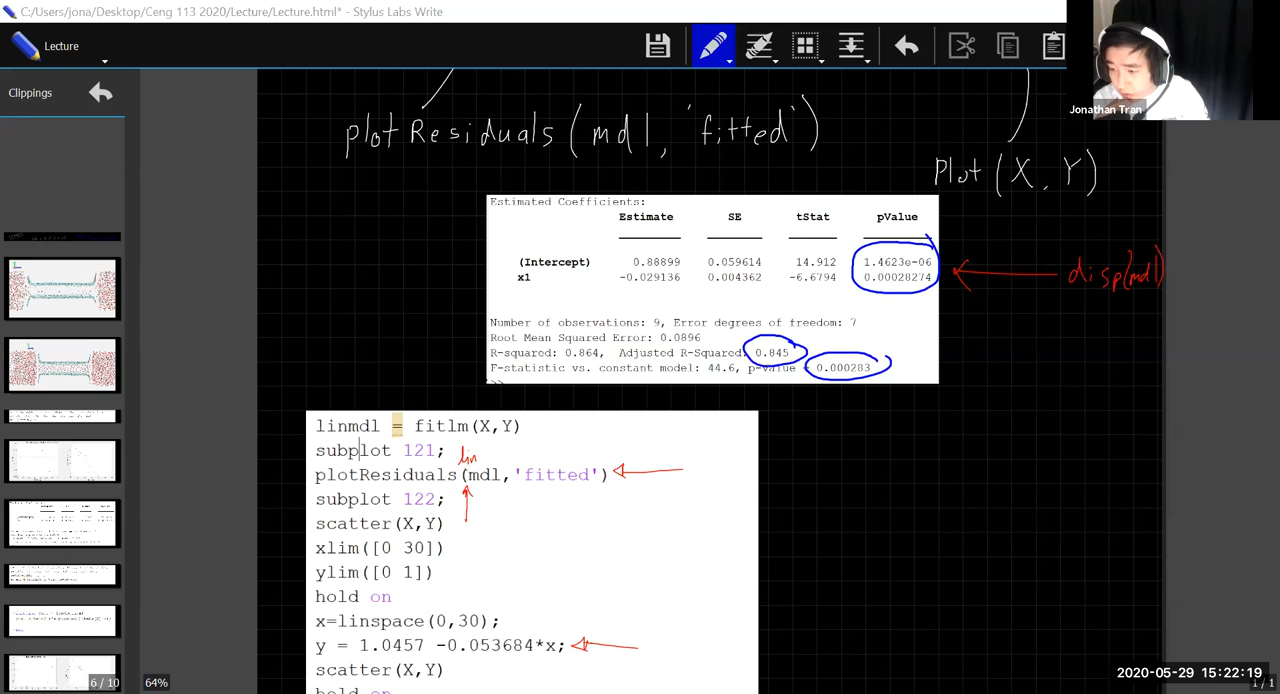 C:/Users/jona/Desktop/Ceng 113 2020/Lecture/Lecture.html* - Stylus Labs Write
Lecture
Clippings
Jonathan Tran
plotResiduals(mdl, 'fitted')
Plot(X, Y)
Estimated Coefficients:
Estimate SE tStat pValue
(Intercept) 0.88899 0.059614 14.912 1.4623e-06
x1 -0.029136 0.004362 -6.6794 0.00028274
disp(mdl)
Number of observations: 9, Error degrees of freedom: 7
Root Mean Squared Error: 0.0896
R-squared: 0.864, Adjusted R-Squared: 0.845
F-statistic vs. constant model: 44.6, p-value = 0.000283
>>
linmdl = fitlm(X,Y)
subplot 121;
lin
plotResiduals(mdl,'fitted')
subplot 122;
scatter(X,Y)
xlim([0 30])
ylim([0 1])
hold on
x=linspace(0,30);
y = 1.0457 -0.053684*x;
scatter(X,Y)
hold on
6/10 64%
2020-05-29 15:22:19
1/1